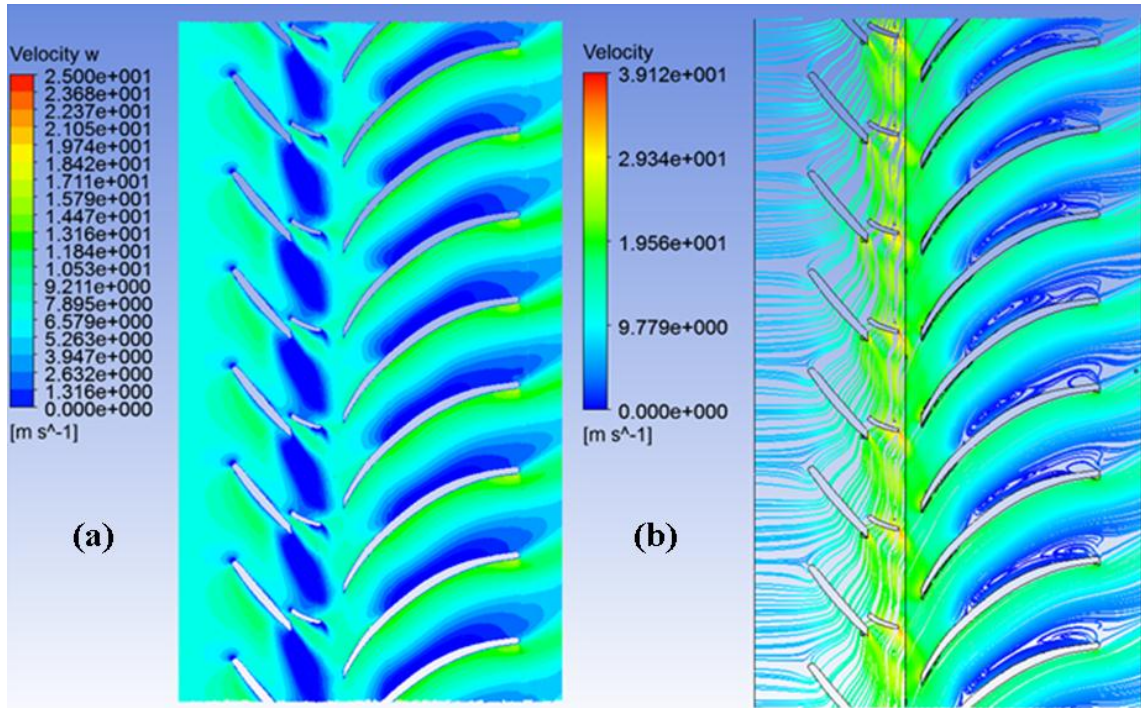 Velocity w
2.500e+001
2.368e+001
2.237e+001
2.105e+001
1.974e+001
1.842e+001
1.711e+001
1.579e+001
1.447e+001
1.316e+001
1.184e+001
1.053e+001
9.211e+000
7.895e+000
6.579e+000
5.263e+000
3.947e+000
2.632e+000
1.316e+000
0.000e+000
[m s^-1]
(a)
Velocity
3.912e+001
2.934e+001
1.956e+001
9.779e+000
0.000e+000
[m s^-1]
(b)